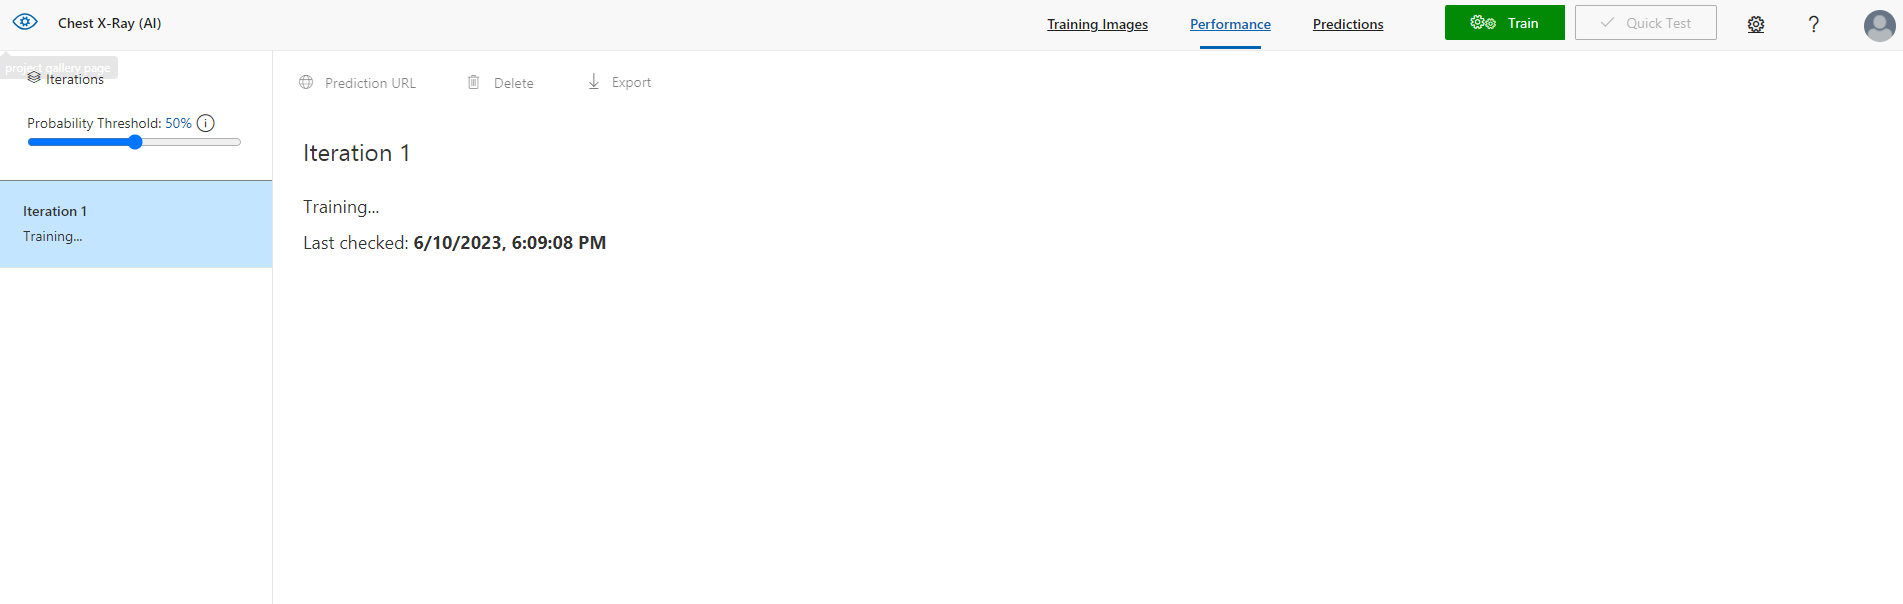 Chest X-Ray (AI)
Training Images
Performance
Predictions
Train
Quick Test
?
project gallery page
Iterations
Prediction URL
Delete
Export
Probability Threshold: 50%
i
Iteration 1
Training...
Last checked: 6/10/2023, 6:09:08 PM
Iteration 1
Training...